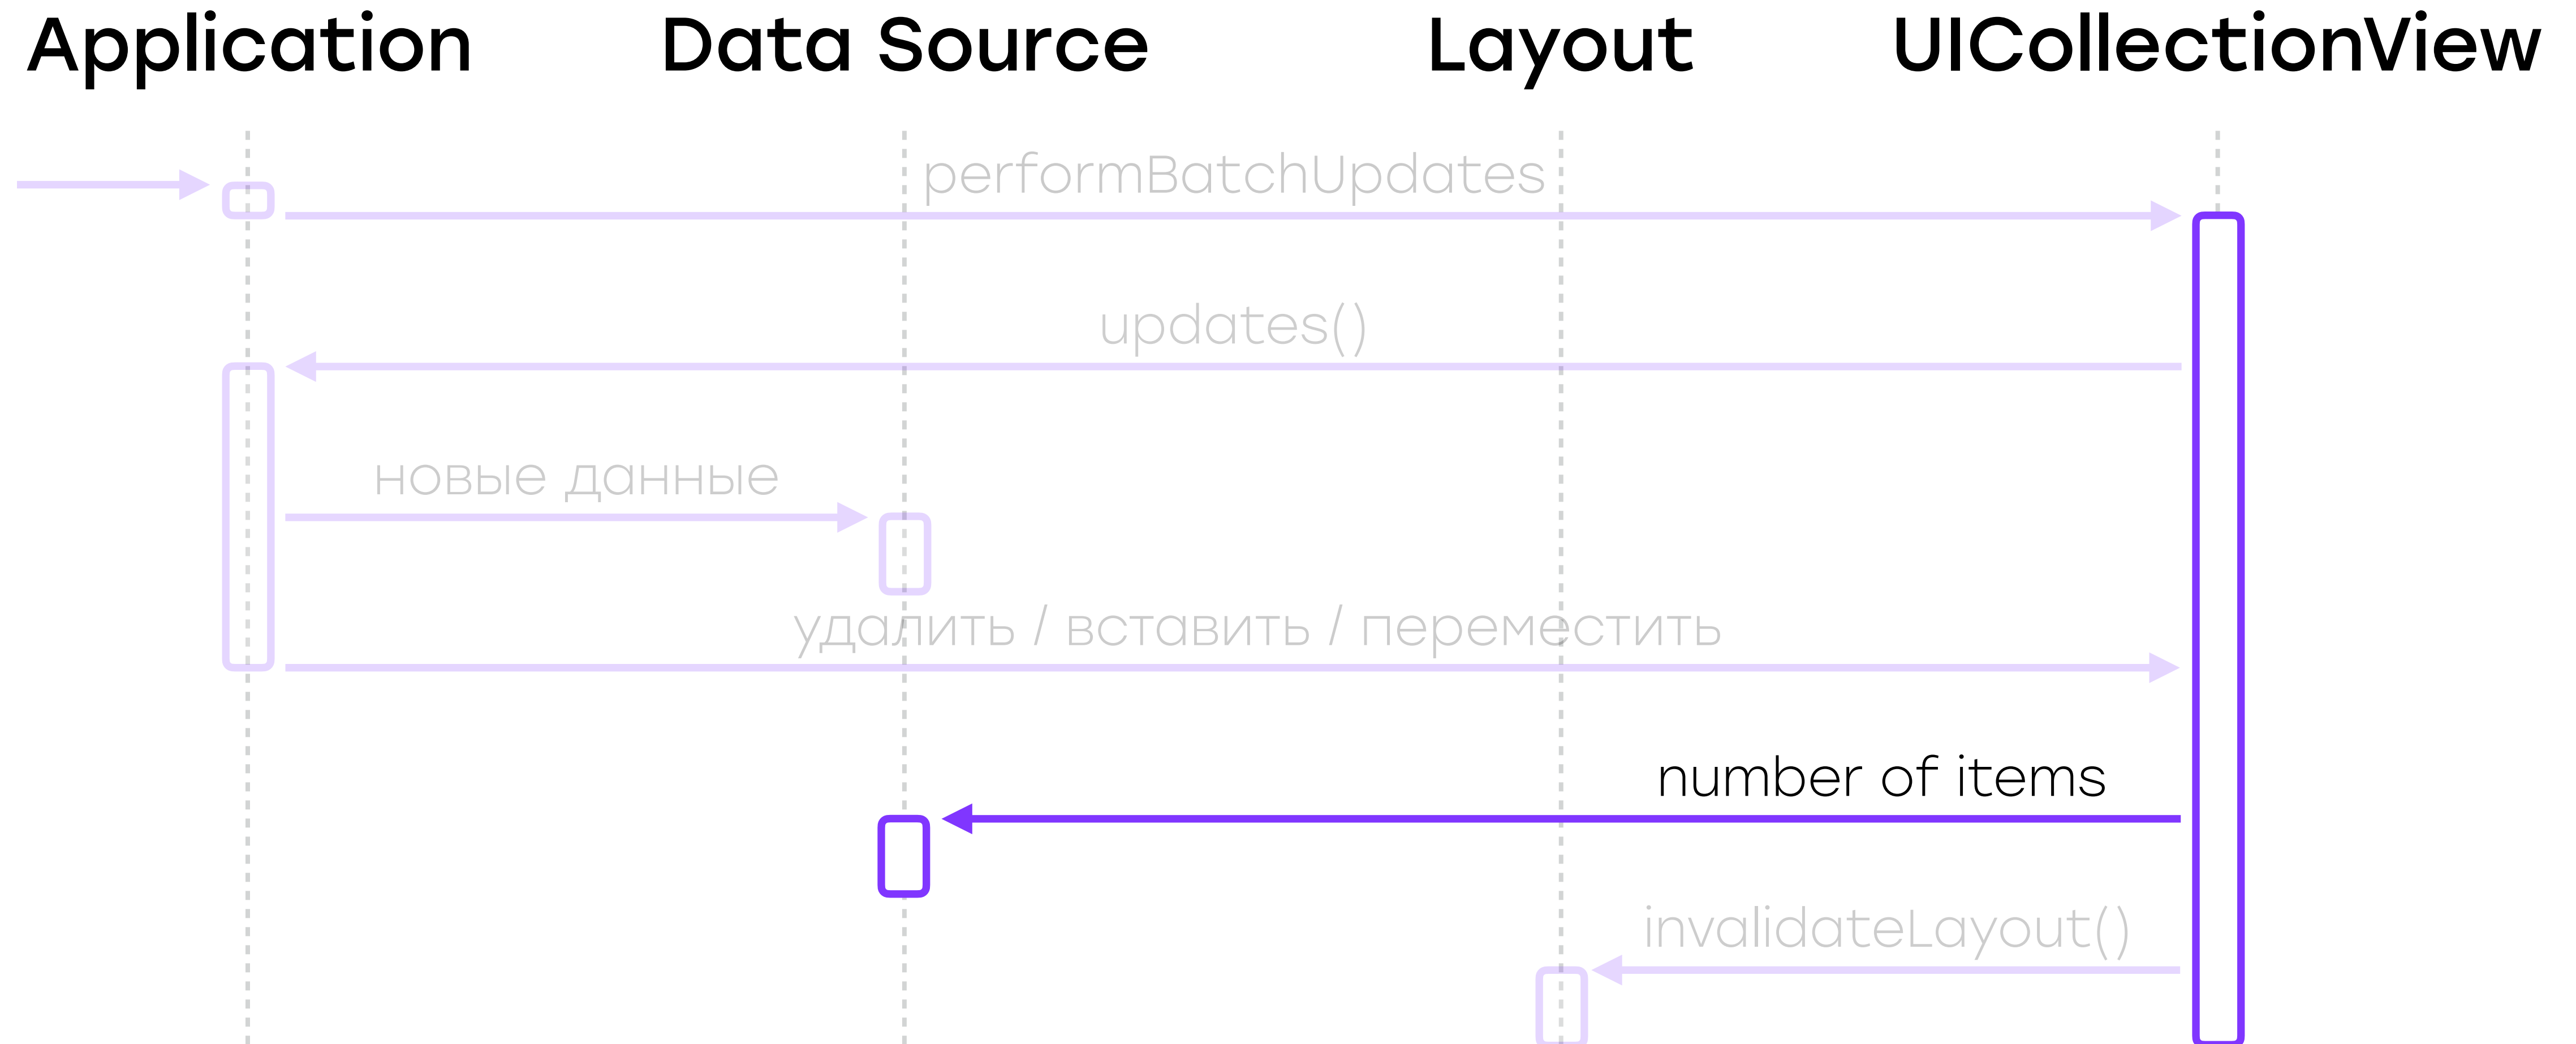 Application Data Source Layout UICollectionView
performBatchUpdates
updates()
новые данные
удалить / вставить / переместить
number of items
invalidateLayout()